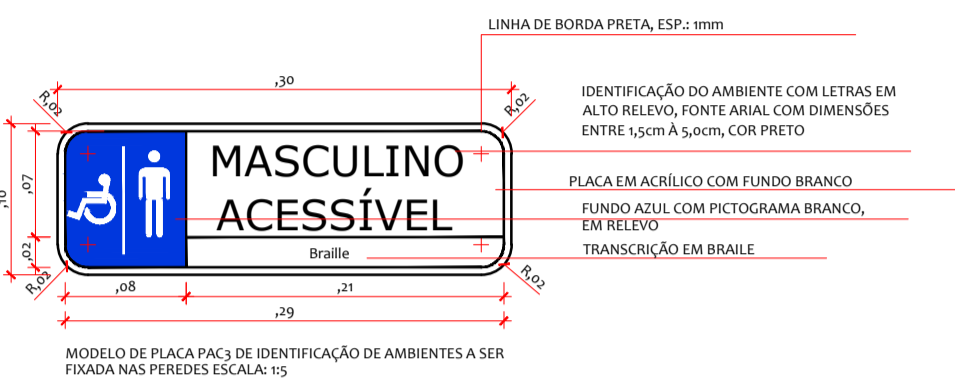 LINHA DE BORDA PRETA, ESP.: 1mm
,30
R,02
R,02
IDENTIFICAÇÃO DO AMBIENTE COM LETRAS EM
ALTO RELEVO, FONTE ARIAL COM DIMENSÕES
ENTRE 1,5cm À 5,0cm, COR PRETO
MASCULINO
ACESSÍVEL
,10
,07
,02
PLACA EM ACRÍLICO COM FUNDO BRANCO
FUNDO AZUL COM PICTOGRAMA BRANCO,
EM RELEVO
Braille
TRANSCRIÇÃO EM BRAILE
R,02
R,02
,08
,21
,29
MODELO DE PLACA PAC3 DE IDENTIFICAÇÃO DE AMBIENTES A SER
FIXADA NAS PEREDES ESCALA: 1:5